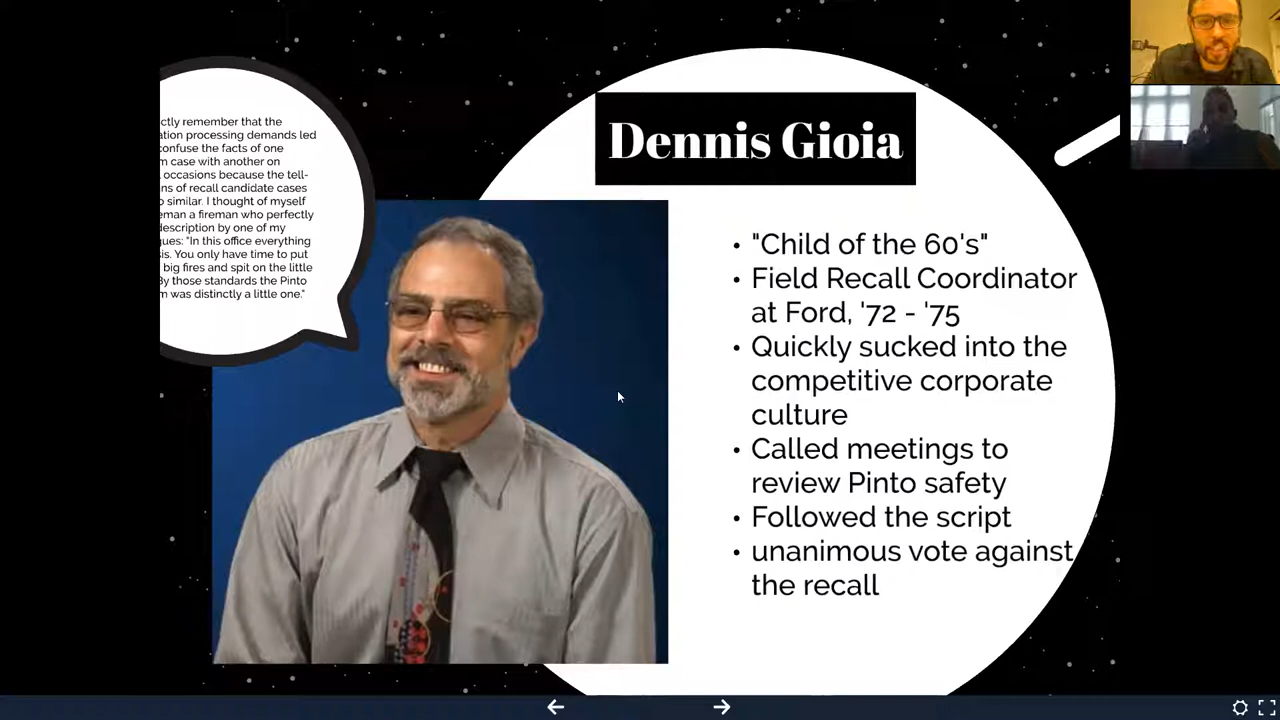 ctly remember that the
ation processing demands led
confuse the facts of one
m case with another on
occasions because the tell-
ns of recall candidate cases
o similar. I thought of myself
eman a fireman who perfectly
description by one of my
ues: "In this office everything
is. You only have time to put
big fires and spit on the little
By those standards the Pinto
m was distinctly a little one."
Dennis Gioia
• "Child of the 60's"
• Field Recall Coordinator
at Ford, '72 - '75
• Quickly sucked into the
competitive corporate
culture
• Called meetings to
review Pinto safety
• Followed the script
• unanimous vote against
the recall